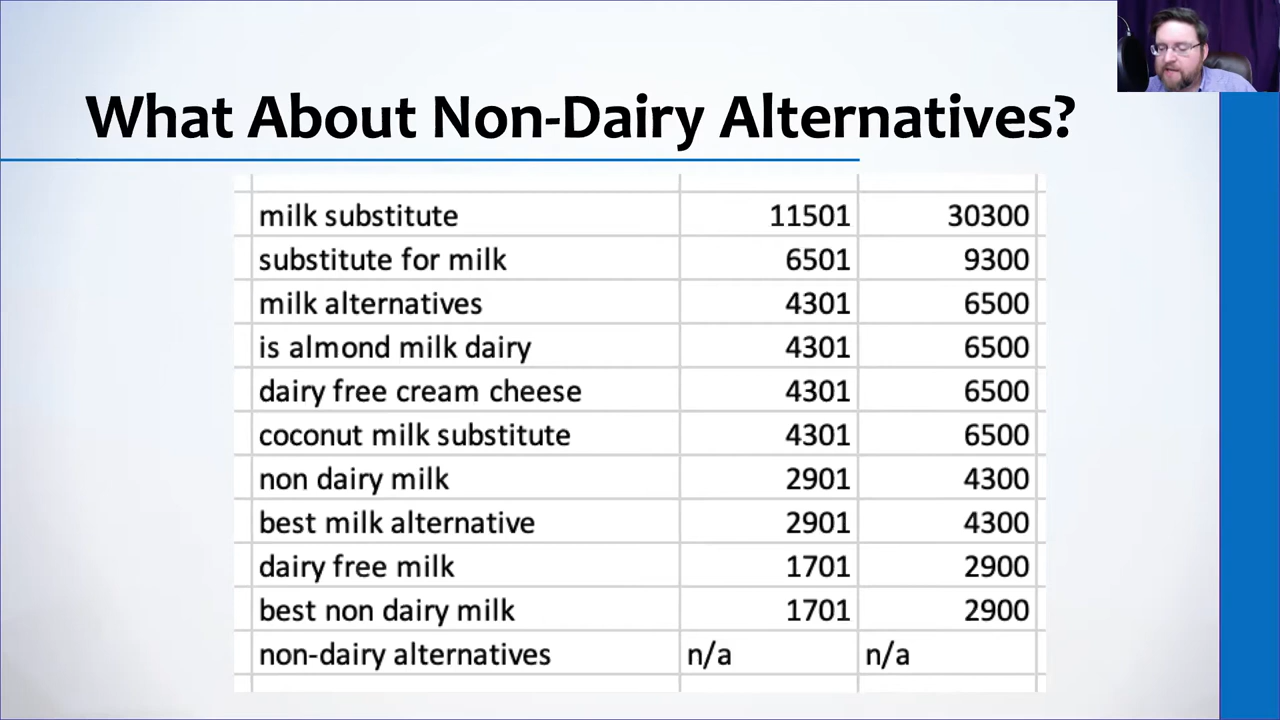 What About Non-Dairy Alternatives?
milk substitute 11501 30300
substitute for milk 6501 9300
milk alternatives 4301 6500
is almond milk dairy 4301 6500
dairy free cream cheese 4301 6500
coconut milk substitute 4301 6500
non dairy milk 2901 4300
best milk alternative 2901 4300
dairy free milk 1701 2900
best non dairy milk 1701 2900
non-dairy alternatives n/a n/a